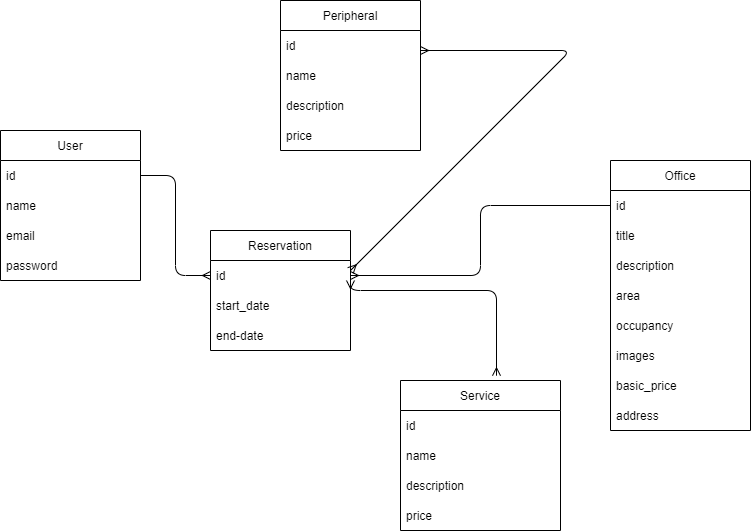 Peripheral
id
name
description
price
User
id
name
email
password
Reservation
id
start_date
end-date
Office
id
title
description
area
occupancy
images
basic_price
address
Service
id
name
description
price